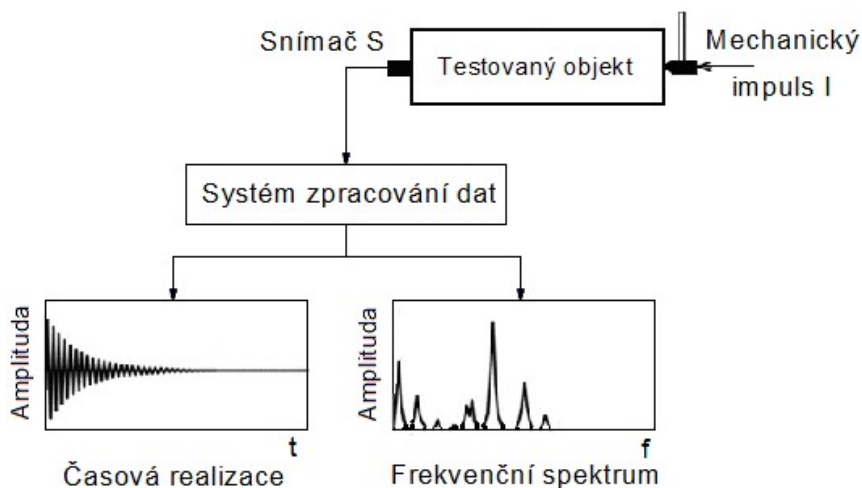 Snímač S
Testovaný objekt
Mechanický
impuls I
Systém zpracování dat
Amplituda
t
Časová realizace
Amplituda
f
Frekvenční spektrum